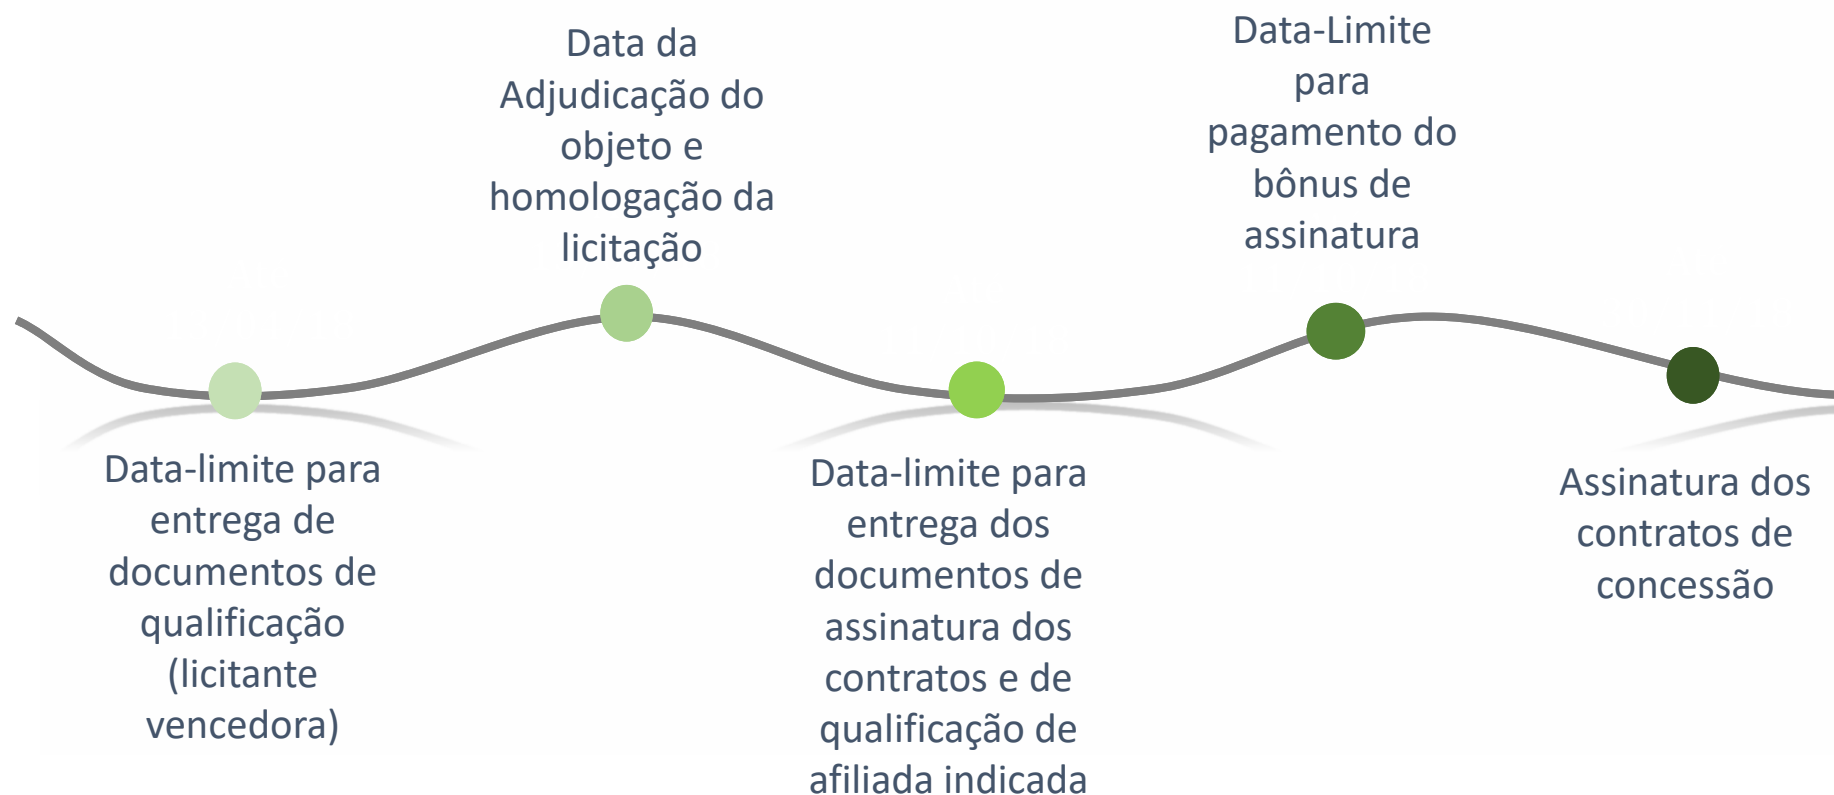 Data da
Adjudicação do
objeto e
homologação da
licitação
Data-Limite
para
pagamento do
bônus de
assinatura
Data-limite para
entrega de
documentos de
qualificação
(licitante
vencedora)
Data-limite para
entrega dos
documentos de
assinatura dos
contratos e de
qualificação de
afiliada indicada
Assinatura dos
contratos de
concessão